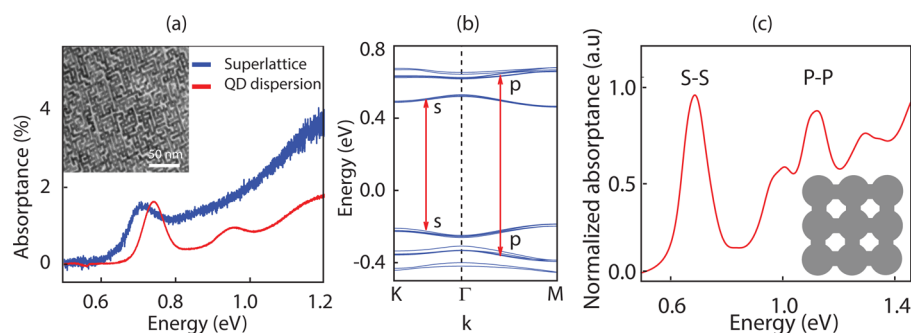 (a)
Superlattice
QD dispersion
50 nm
Absorptance (%)
4
2
0
0.6
0.8
1.0
1.2
Energy (eV)
(b)
Energy (eV)
0.8
0.4
0.0
-0.4
s
p
s
p
K
Γ
M
k
(c)
Normalized absorptance (a.u)
S-S
P-P
1.0
0.5
0.0
0.6
1.0
1.4
Energy (eV)